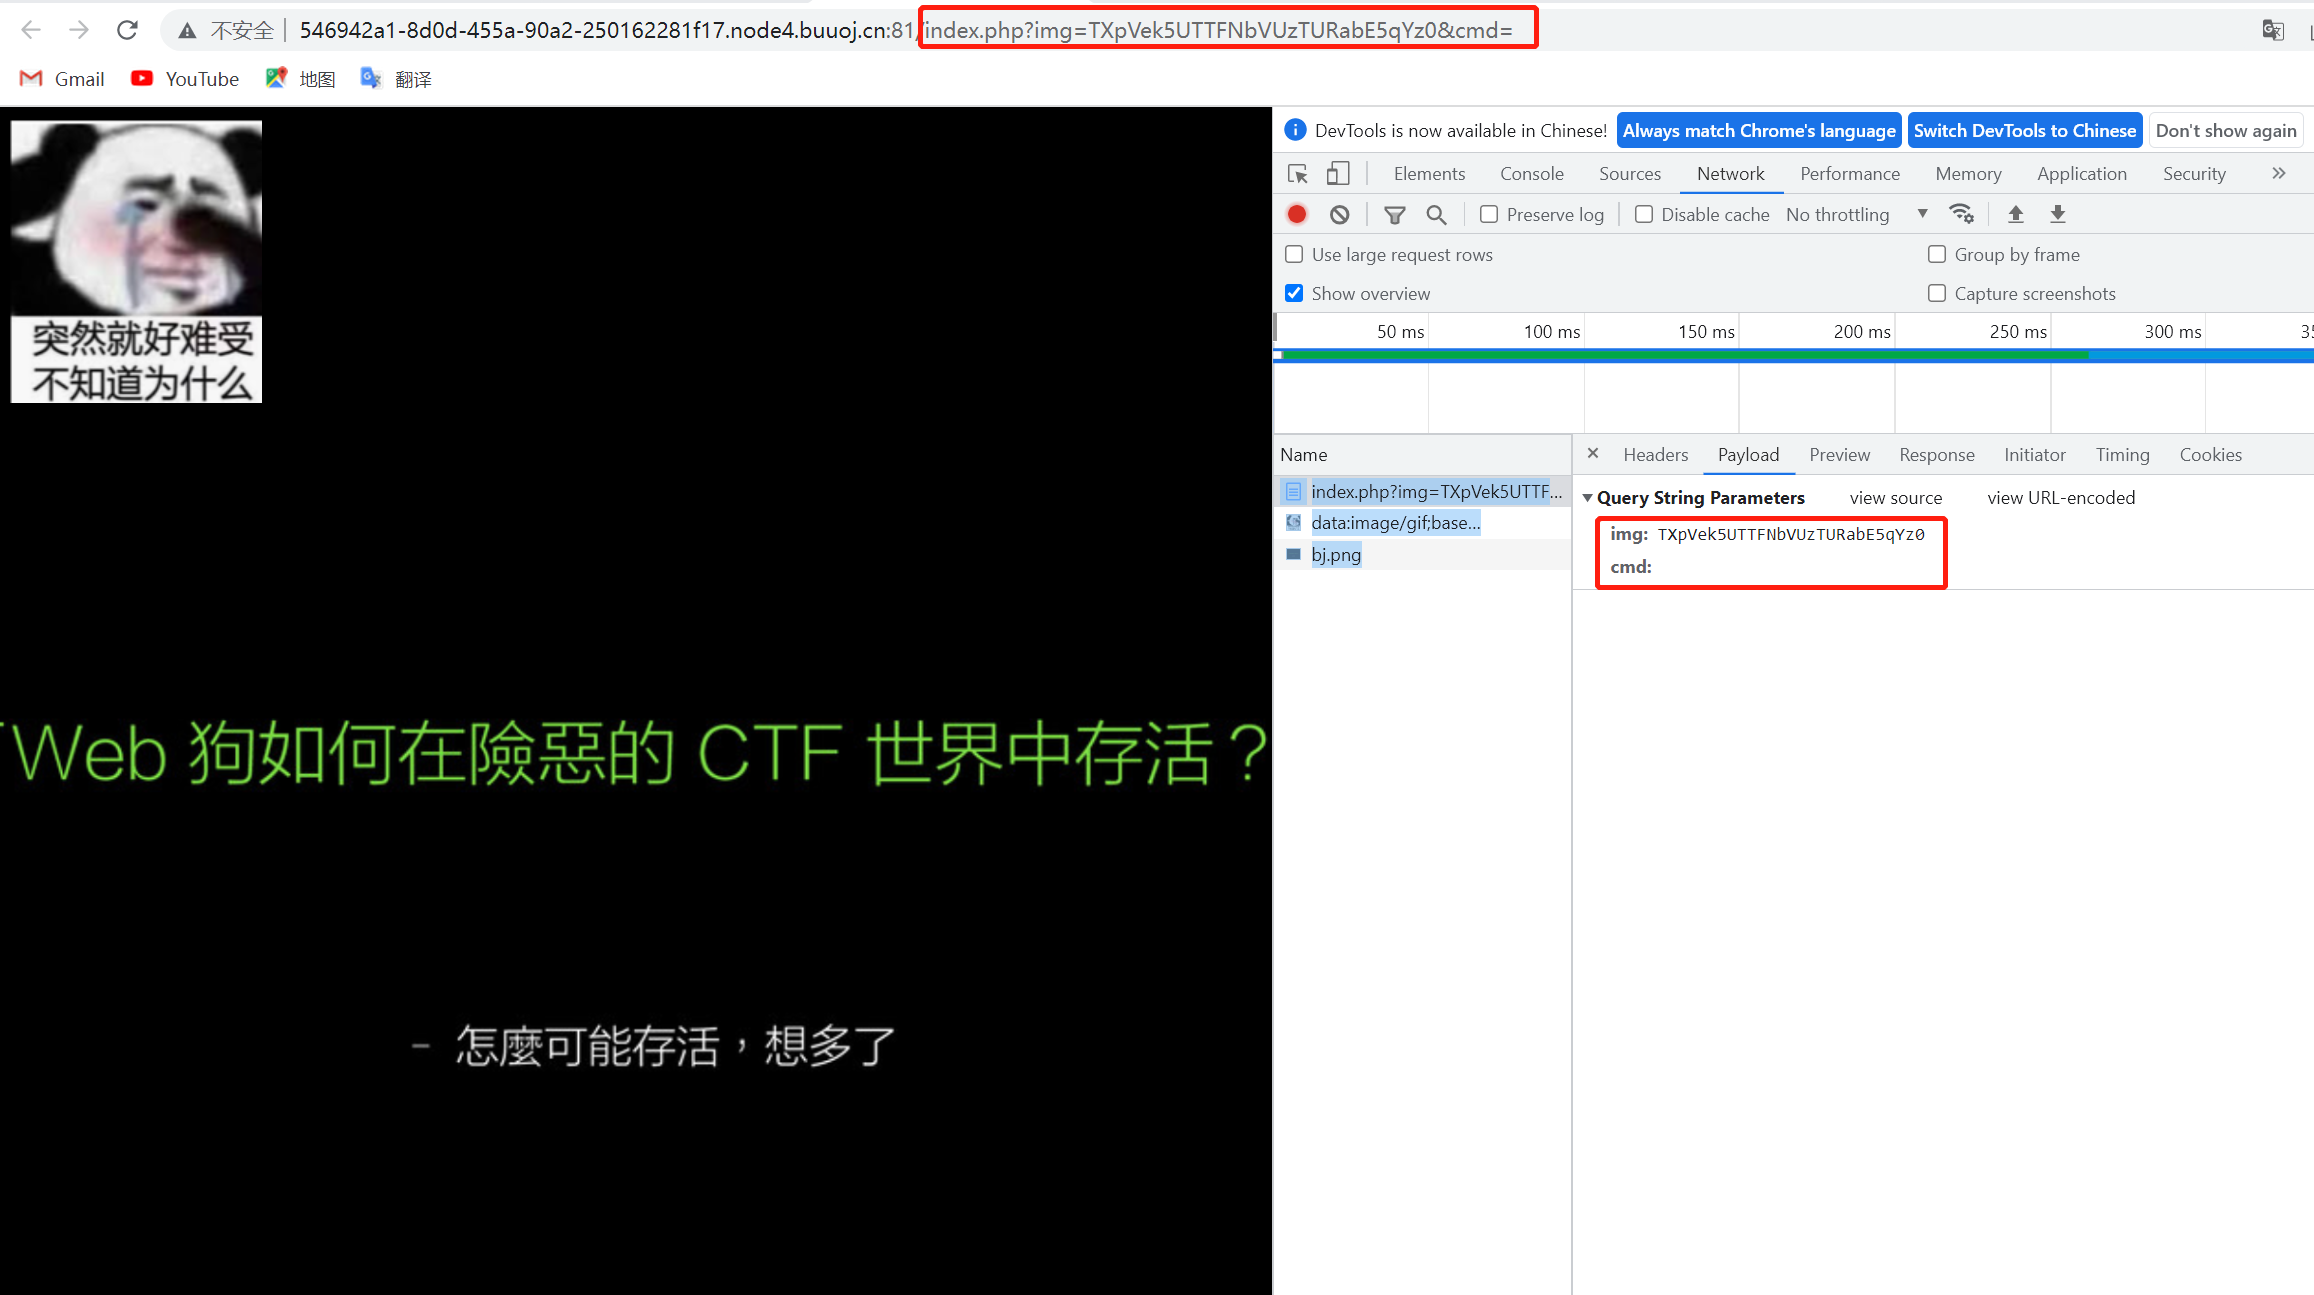 不安全 546942a1-8d0d-455a-90a2-250162281f17.node4.buuoj.cn:81/index.php?img=TXpVek5UTTFNbVUzTURabE5qYz0&cmd=
Gmail YouTube 地图 翻译
突然就好难受
不知道为什么
「Web 狗如何在險惡的 CTF 世界中存活？
- 怎麼可能存活，想多了
DevTools is now available in Chinese! Always match Chrome's language Switch DevTools to Chinese Don't show again
Elements Console Sources Network Performance Memory Application Security
Preserve log Disable cache No throttling
Use large request rows Group by frame
Show overview Capture screenshots
50 ms 100 ms 150 ms 200 ms 250 ms 300 ms
Name
index.php?img=TXpVek5UTTF...
data:image/gif;base...
bj.png
Headers Payload Preview Response Initiator Timing Cookies
Query String Parameters view source view URL-encoded
img: TXpVek5UTTFNbVUzTURabE5qYz0
cmd: